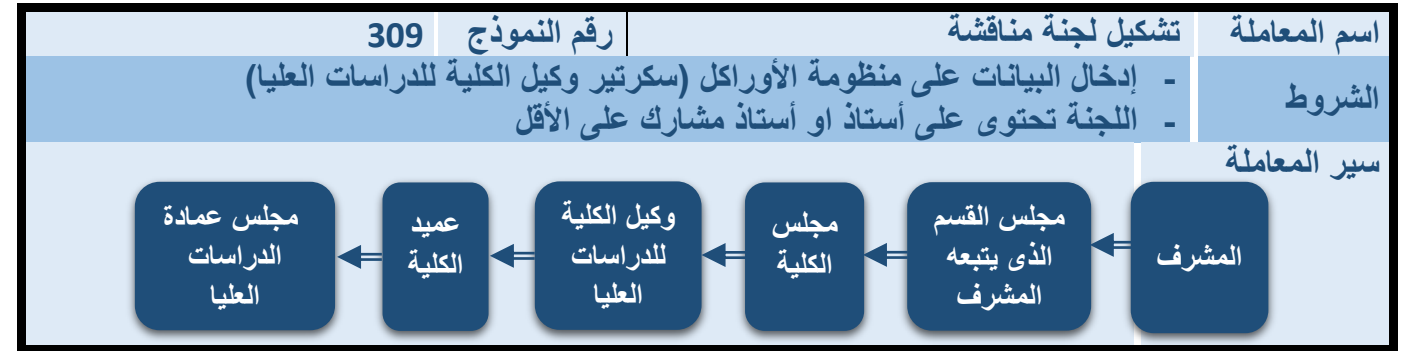 اسم المعاملة تشكيل لجنة مناقشة رقم النموذج 309
الشروط
- إدخال البيانات على منظومة الأوراكل (سكرتير وكيل الكلية للدراسات العليا)
- اللجنة تحتوى على أستاذ او أستاذ مشارك على الأقل
سير المعاملة
المشرف
مجلس القسم
الذى يتبعه
المشرف
مجلس
الكلية
وكيل الكلية
للدراسات
العليا
عميد
الكلية
مجلس عمادة
الدراسات
العليا